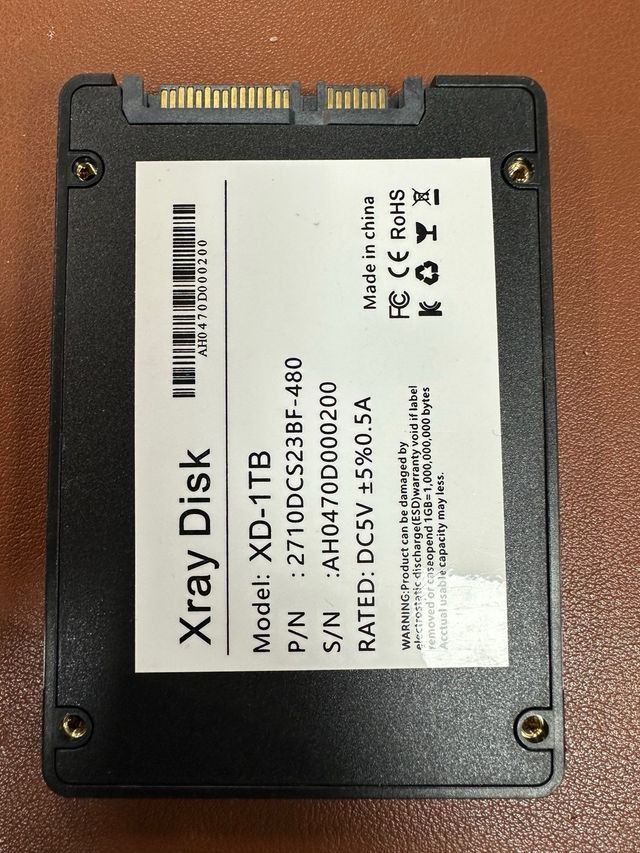 Xray Disk
AH0470D000200
Model: XD-1TB
P/N : 2710DCS23BF-480
S/N :AH0470D000200
RATED: DC5V ±5%0.5A
Made in china
FC CE RoHS
WARNING:Product can be damaged by
electrostatic discharge(ESD)warranty void if label
removed or caseopend 1GB=1,000,000,000 bytes
Acctual usable capacity may less.